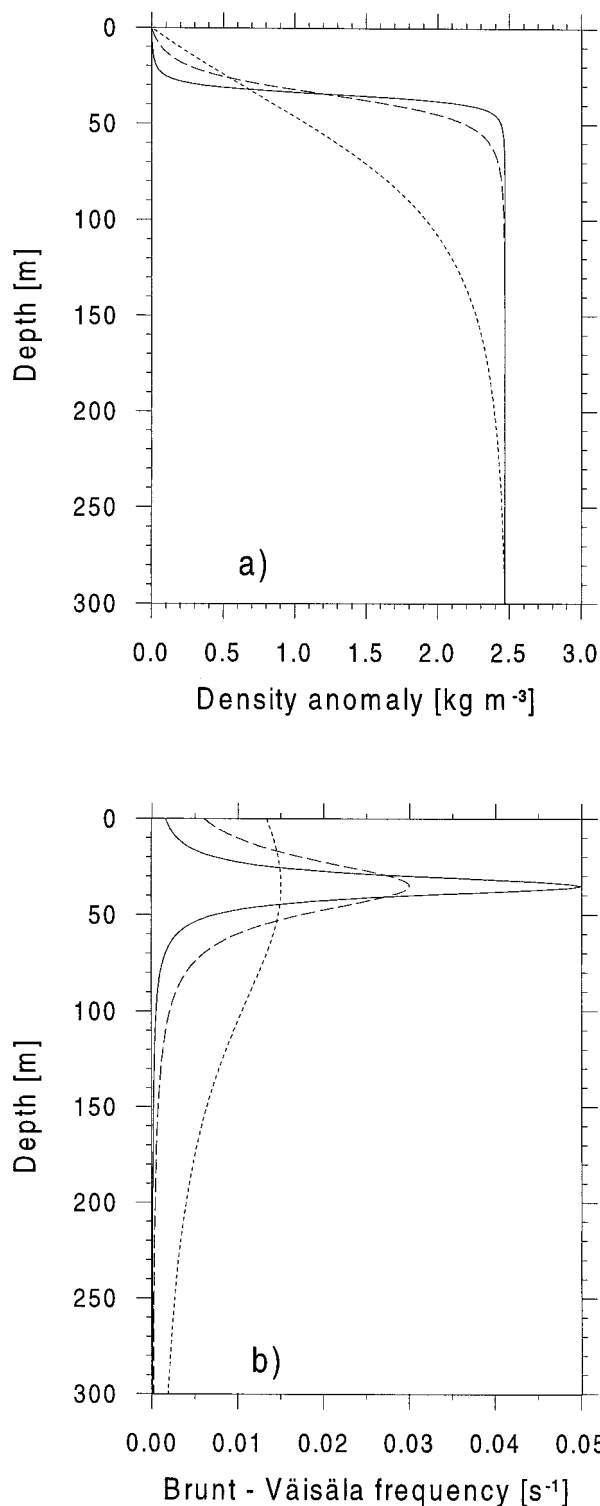 0
50
100
150
200
250
300
Depth [m]
a)
0.0 0.5 1.0 1.5 2.0 2.5 3.0
Density anomaly [kg m⁻³]
0
50
100
150
200
250
300
Depth [m]
b)
0.00 0.01 0.02 0.03 0.04 0.05
Brunt - Väisäla frequency [s⁻¹]